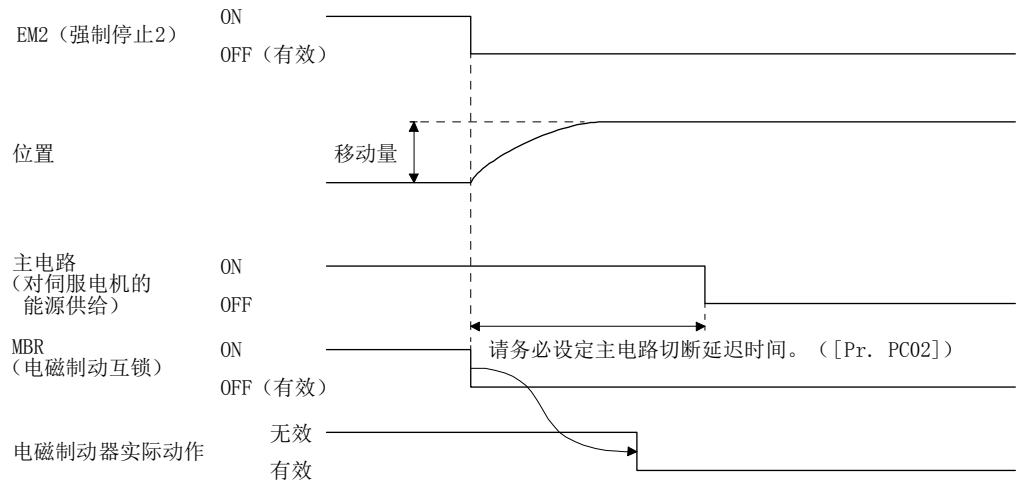 EM2（强制停止2）
ON
OFF（有效）
位置
移动量
主电路
（对伺服电机的
能源供给）
ON
OFF
MBR
（电磁制动互锁）
ON
OFF（有效）
请务必设定主电路切断延迟时间。（[Pr. PC02]）
电磁制动器实际动作
无效
有效